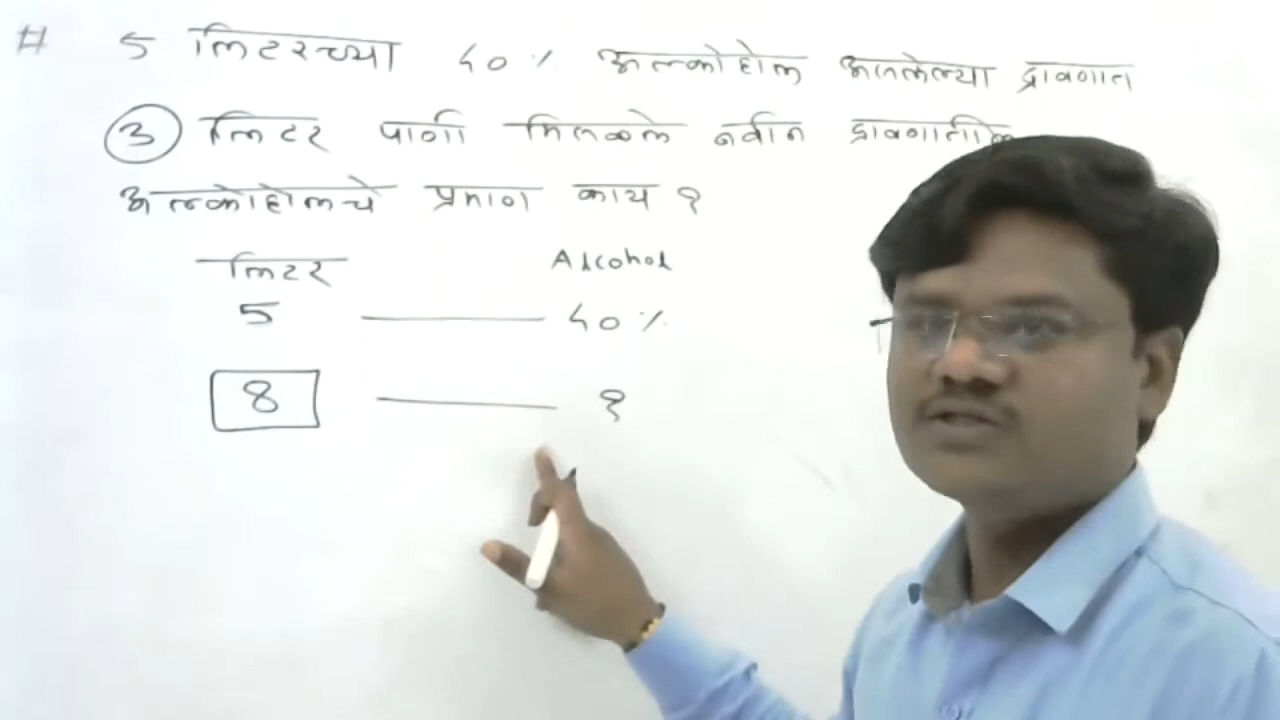 # 5 लिटरच्या 40% अल्कोहोल असलेल्या द्रावणात
3 लिटर पाणी मिळवले नवीन द्रावणातील
अल्कोहोलचे प्रमाण काय ?
लिटर Alcohol
5 — 40%
8 — ?